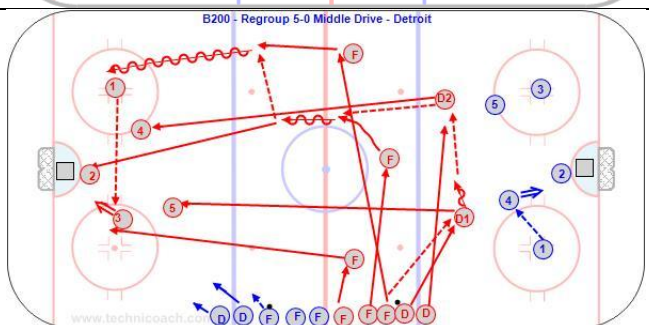 B200 - Regroup 5-0 Middle Drive - Detroit
F
1
D2
5
3
4
F
2
2
4
3
5
D1
1
F
www.technicoach.com
D D F F F F F F D D